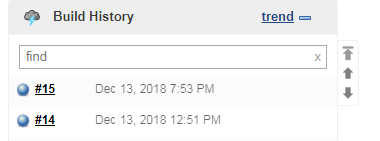 Build History trend
find x
#15 Dec 13, 2018 7:53 PM
#14 Dec 13, 2018 12:51 PM